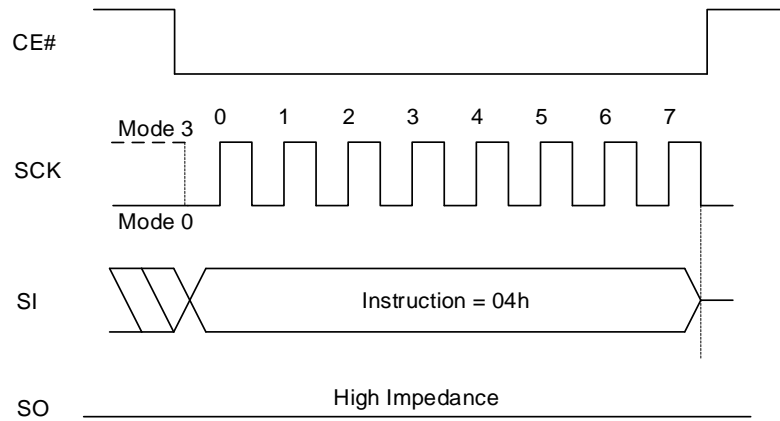 CE#
0 1 2 3 4 5 6 7
Mode 3
SCK
Mode 0
SI
Instruction = 04h
High Impedance
SO